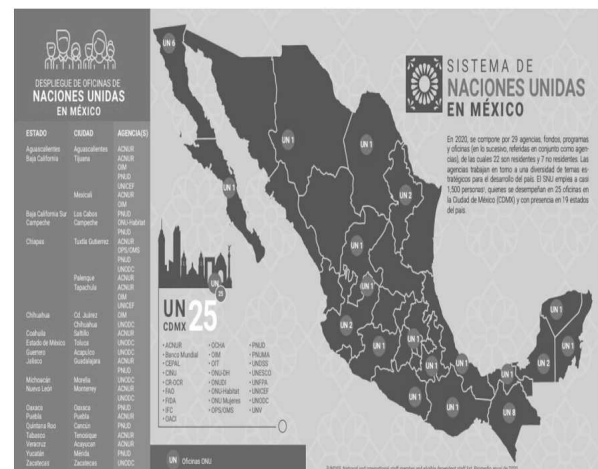 DESPLIEGUE DE OFICINAS DE
NACIONES UNIDAS
EN MÉXICO
ESTADO CIUDAD AGENCIA(S)
Aguascalientes Aguascalientes ACNUR
Baja California Tijuana ACNUR
OIM
PNUD
UNICEF
Mexicali ACNUR
OIM
Baja California Sur Los Cabos PNUD
Campeche Campeche ONU-Habitat
PNUD
Chiapas Tuxtla Gutierrez ACNUR
OPS/OMS
PNUD
UNODC
Palenque ACNUR
Tapachula ACNUR
OIM
UNICEF
Chihuahua Cd. Juárez OIM
Chihuahua UNODC
Coahuila Saltillo ACNUR
Estado de México Toluca UNODC
Guerrero Acapulco UNODC
Jalisco Guadalajara ACNUR
PNUD
Michoacán Morelia UNODC
Nuevo León Monterrey ACNUR
UNODC
Oaxaca Oaxaca PNUD
Puebla Puebla ACNUR
Quintana Roo Cancún PNUD
Tabasco Tenosique ACNUR
Veracruz Acayucan ACNUR
Yucatán Mérida PNUD
Zacatecas Zacatecas UNODC
SISTEMA DE
NACIONES UNIDAS
EN MÉXICO
En 2020, se compone por 29 agencias, fondos, programas
y oficinas (en lo sucesivo, referidas en conjunto como agen-
cias), de las cuales 22 son residentes y 7 no residentes. Las
agencias trabajan en torno a una diversidad de temas es-
tratégicos para el desarrollo del país. El SNU emplea a casi
1,500 personas¹, quienes se desempeñan en 25 oficinas en
la Ciudad de México (CDMX) y con presencia en 19 estados
del país.
UN 6
UN 1
UN 1
UN 1
UN 2
UN 1
UN 1
UN 2
UN 1
UN 1
UN 1
UN 1
UN 1
UN 1
UN 1
UN 8
UN 2
UN 1
UN 1
UN
25
UN
CDMX
25
• ACNUR • OCHA • PNUD
• Banco Mundial • OIM • PNUMA
• CEPAL • OIT • UNDSS
• CINU • ONU-DH • UNESCO
• CR-OCR • ONUDI • UNFPA
• FAO • ONU-Habitat • UNICEF
• FIDA • ONU Mujeres • UNODC
• IFC • OPS/OMS • UNV
• OACI
UN Oficinas ONU